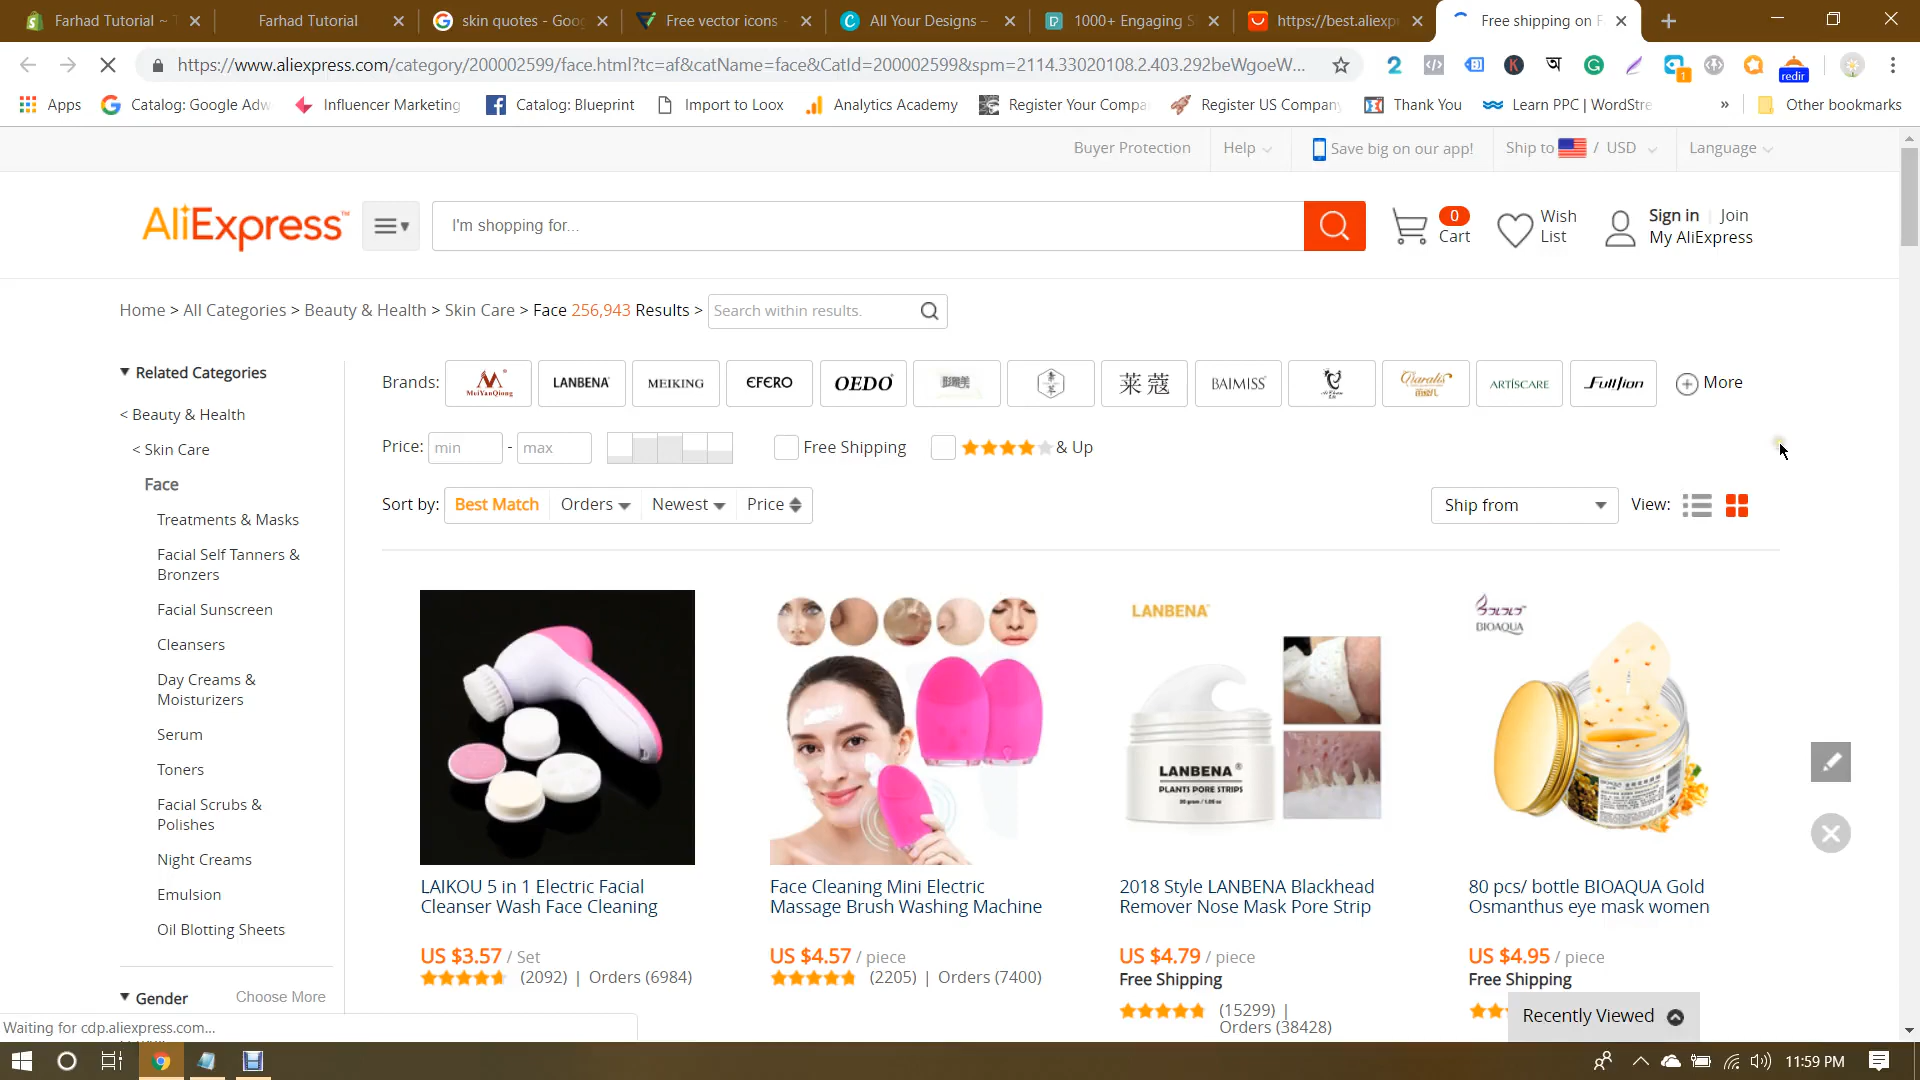 Farhad Tutorial ~ T
Farhad Tutorial
skin quotes - Goo
Free vector icons -
All Your Designs –
1000+ Engaging S
https://best.aliexp
Free shipping on F
https://www.aliexpress.com/category/200002599/face.html?tc=af&catName=face&CatId=200002599&spm=2114.33020108.2.403.292beWgoeW...
redir
Apps
Catalog: Google Adw
Influencer Marketing
Catalog: Blueprint
Import to Loox
Analytics Academy
Register Your Compa
Register US Company
Thank You
Learn PPC | WordStre
»
Other bookmarks
Buyer Protection
Help
Save big on our app!
Ship to / USD
Language
AliExpress™
I'm shopping for...
0
Cart
Wish
List
Sign in | Join
My AliExpress
Home > All Categories > Beauty & Health > Skin Care > Face 256,943 Results >
Search within results.
Related Categories
< Beauty & Health
< Skin Care
Face
Treatments & Masks
Facial Self Tanners &
Bronzers
Facial Sunscreen
Cleansers
Day Creams &
Moisturizers
Serum
Toners
Facial Scrubs &
Polishes
Night Creams
Emulsion
Oil Blotting Sheets
Gender
Choose More
Brands:
MeiYanQiong
LANBENA
MEIKING
EFERO
OEDO
莱蔻
BAIMISS
ARTISCARE
Fulljion
More
Price: min - max
Free Shipping
& Up
Sort by: Best Match Orders Newest Price
Ship from
View:
LANBENA
LANBENA®
PLANTS PORE STRIPS
BIOAQUA
LAIKOU 5 in 1 Electric Facial
Cleanser Wash Face Cleaning
US $3.57 / Set
(2092) | Orders (6984)
Face Cleaning Mini Electric
Massage Brush Washing Machine
US $4.57 / piece
(2205) | Orders (7400)
2018 Style LANBENA Blackhead
Remover Nose Mask Pore Strip
US $4.79 / piece
Free Shipping
(15299) |
Orders (38428)
80 pcs/ bottle BIOAQUA Gold
Osmanthus eye mask women
US $4.95 / piece
Free Shipping
Recently Viewed
Waiting for cdp.aliexpress.com...
11:59 PM